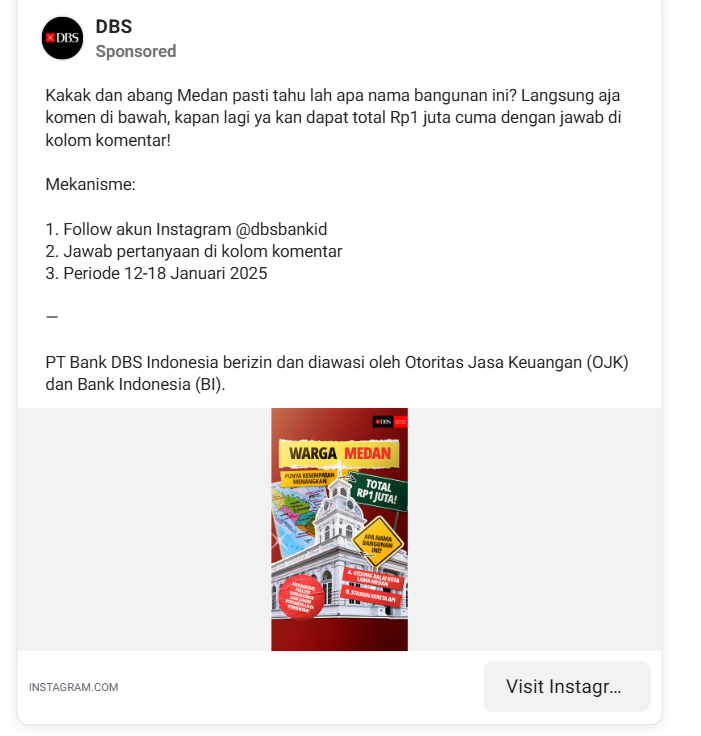 DBS
DBS
Sponsored
Kakak dan abang Medan pasti tahu lah apa nama bangunan ini? Langsung aja
komen di bawah, kapan lagi ya kan dapat total Rp1 juta cuma dengan jawab di
kolom komentar!
Mekanisme:
1. Follow akun Instagram @dbsbankid
2. Jawab pertanyaan di kolom komentar
3. Periode 12-18 Januari 2025
—
PT Bank DBS Indonesia berizin dan diawasi oleh Otoritas Jasa Keuangan (OJK)
dan Bank Indonesia (BI).
DBS
WARGA MEDAN
PUNYA KESEMPATAN
MENANGKAN
TOTAL
RP1 JUTA!
APA NAMA
BANGUNAN
INI?
A. GEDUNG BALAI KOTA
LAMA MEDAN
B. STASIUN KERETA API
INSTAGRAM.COM
Visit Instagr...